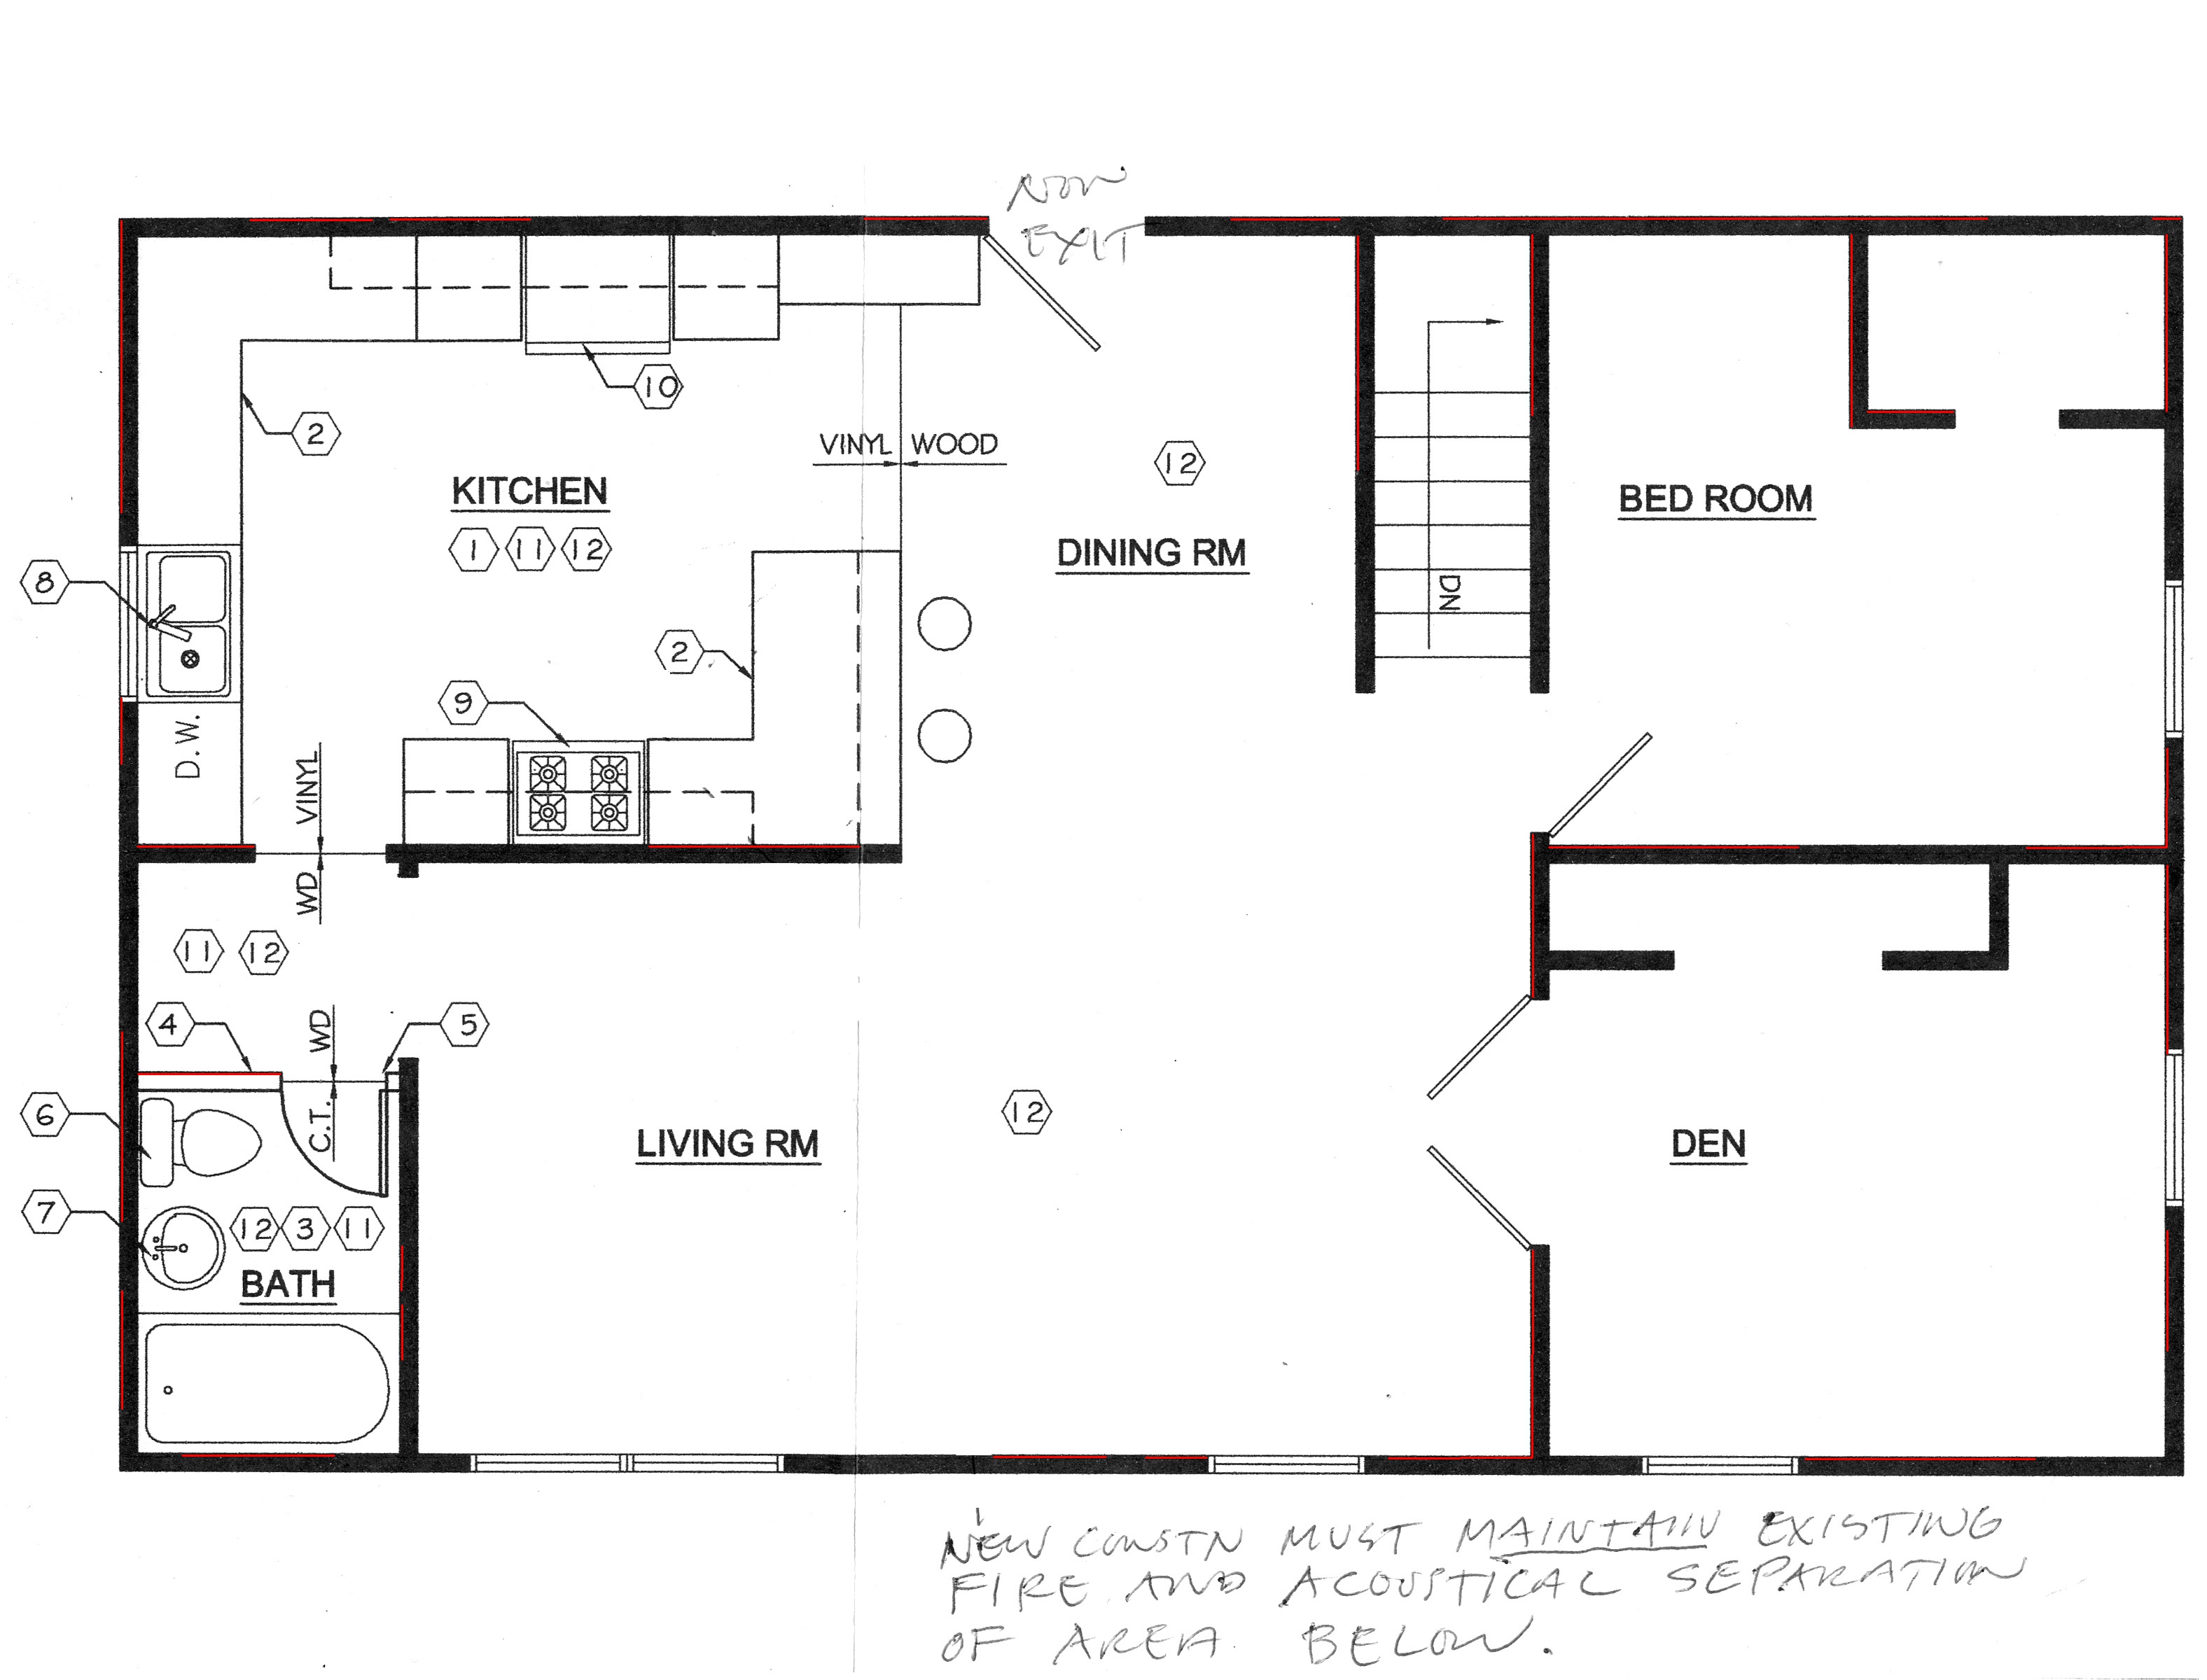 NON
EXIT
10
2
VINYL WOOD
12
KITCHEN
BED ROOM
1 11 12
DINING RM
8
DN
2
9
D.W.
VINYL
WD
11 12
4
WD
5
6
C.T.
12
LIVING RM
DEN
7
12 3 11
BATH
NEW CONSTN MUST MAINTAIN EXISTING
FIRE AND ACOUSTICAL SEPARATION
OF AREA BELOW.